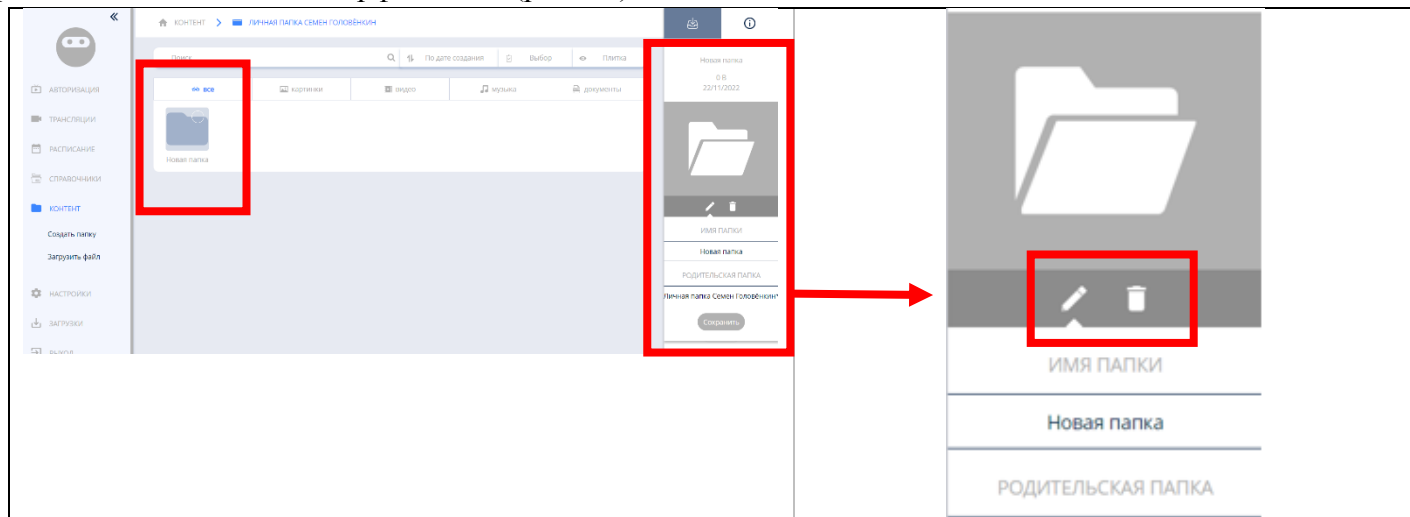 КОНТЕНТ
ЛИЧНАЯ ПАПКА СЕМЕН ГОЛОВЁНКИН
Поиск
По дате создания
Выбор
Плитка
все
картинки
видео
музыка
документы
Новая папка
АВТОРИЗАЦИЯ
ТРАНСЛЯЦИИ
РАСПИСАНИЕ
СПРАВОЧНИКИ
КОНТЕНТ
Создать папку
Загрузить файл
НАСТРОЙКИ
ЗАГРУЗКИ
ВЫХОД
Новая папка
0 B
22/11/2022
ИМЯ ПАПКИ
Новая папка
РОДИТЕЛЬСКАЯ ПАПКА
Личная папка Семен Головёнкин
Сохранить
ИМЯ ПАПКИ
Новая папка
РОДИТЕЛЬСКАЯ ПАПКА